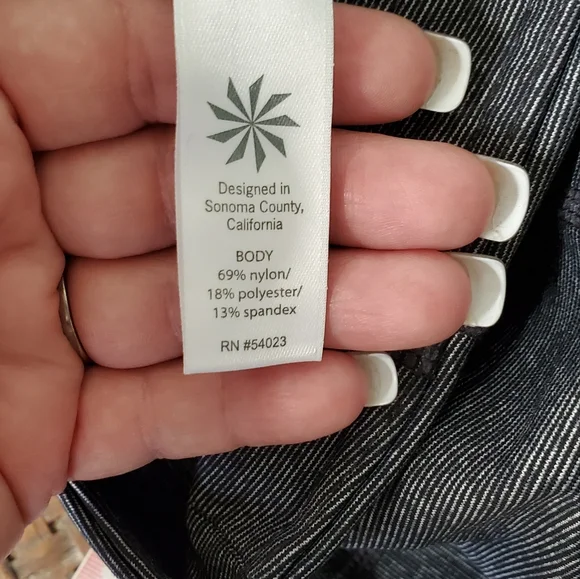 Designed in
Sonoma County,
California
BODY
69% nylon/
18% polyester/
13% spandex
RN #54023